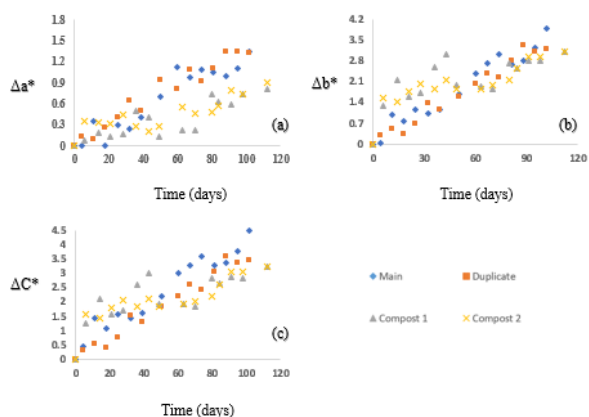 1.8
1.5
1.2
Δa*
0.9
0.6
0.3
(a)
0
0 20 40 60 80 100 120
Time (days)
4.2
3.5
2.8
Δb*
2.1
1.4
0.7
(b)
0
0 30 60 90 120
Time (days)
4.5
4
3.5
ΔC*
3
2.5
2
1.5
1
0.5
(c)
0
0 20 40 60 80 100 120
Time (days)
Main Duplicate
Compost 1 Compost 2